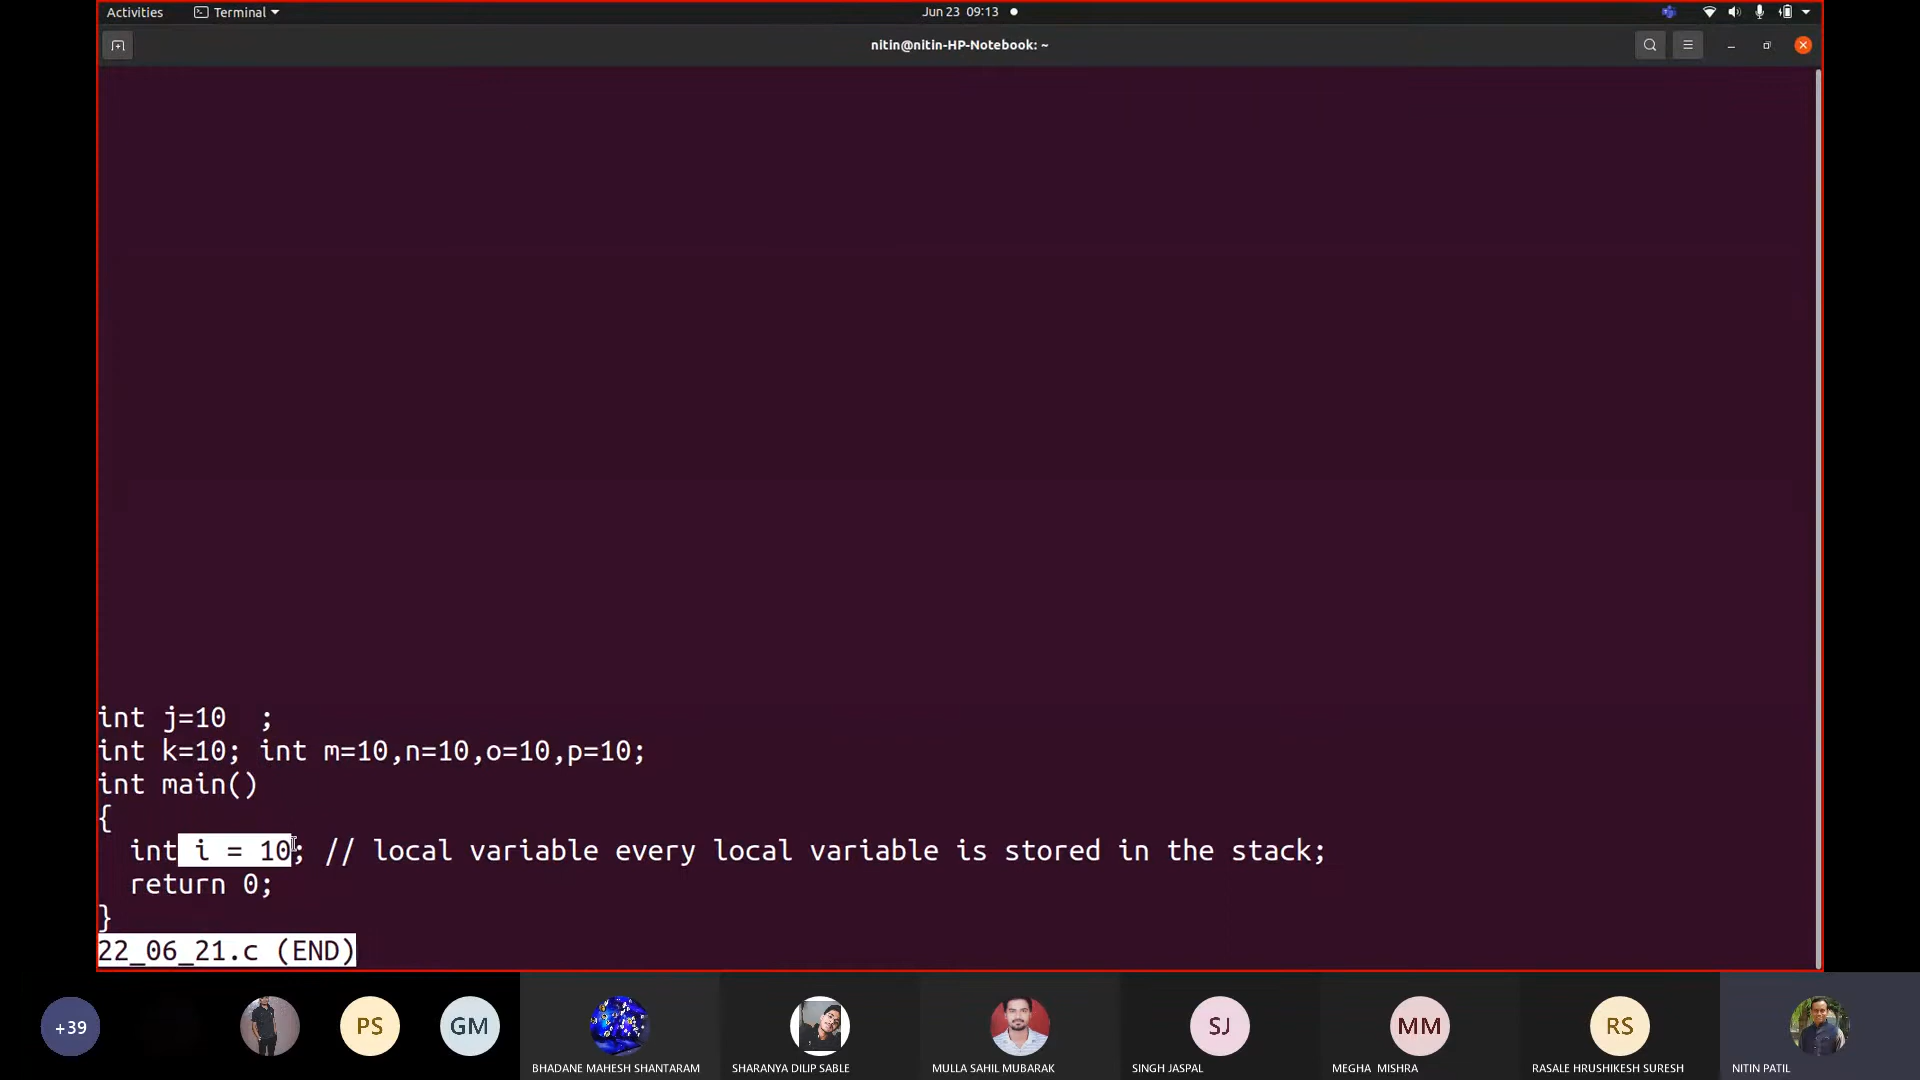 Activities
Terminal
Jun 23 09:13
nitin@nitin-HP-Notebook: ~
int j=10  ;
int k=10; int m=10,n=10,o=10,p=10;
int main()
{
  int i = 10; // local variable every local variable is stored in the stack;
  return 0;
}
22_06_21.c (END)
+39
PS
GM
SJ
MM
RS
BHADANE MAHESH SHANTARAM
SHARANYA DILIP SABLE
MULLA SAHIL MUBARAK
SINGH JASPAL
MEGHA  MISHRA
RASALE HRUSHIKESH SURESH
NITIN PATIL